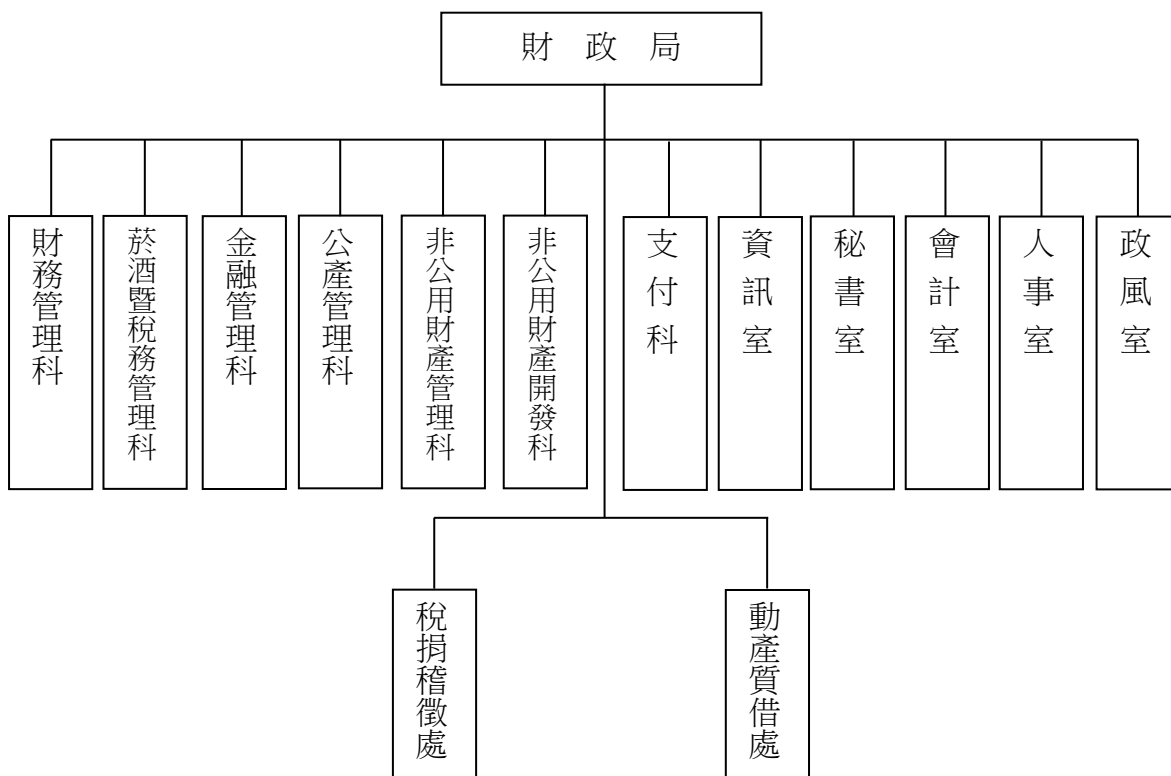 財政局
財務管理科
菸酒暨稅務管理科
金融管理科
公產管理科
非公用財產管理科
非公用財產開發科
支付科
資訊室
秘書室
會計室
人事室
政風室
稅捐稽徵處
動產質借處